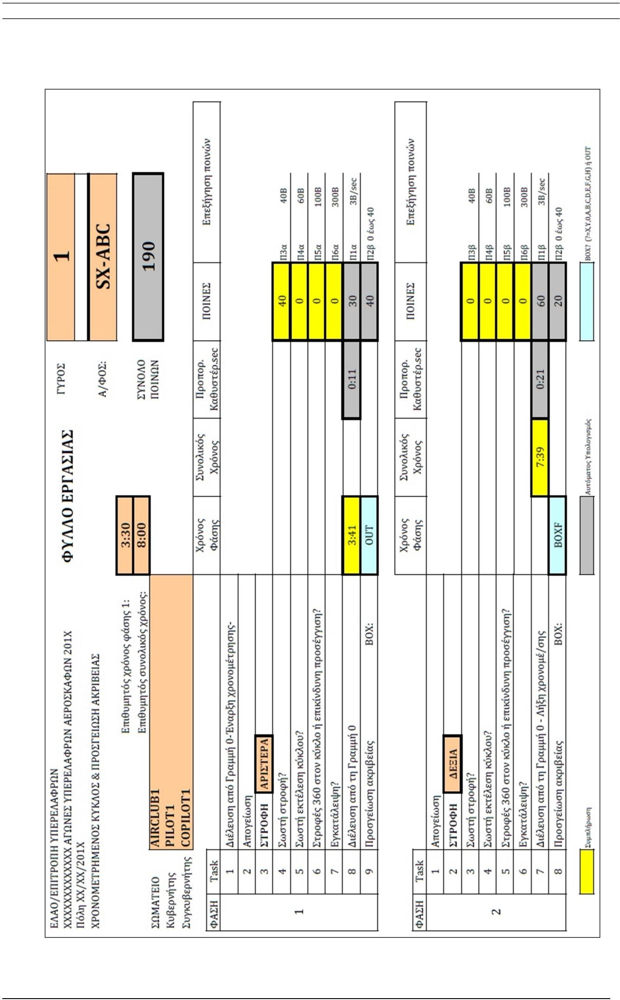 ΕΛΑΟ/ΕΠΙΤΡΟΠΗ ΥΠΕΡΕΛΑΦΡΩΝ
ΧΧΧΧΧΧΧΧΧΧΧ ΑΓΩΝΕΣ ΥΠΕΡΕΛΑΦΡΩΝ ΑΕΡΟΣΚΑΦΩΝ 201Χ
Πόλη ΧΧ/ΧΧ/201Χ
ΧΡΟΝΟΜΕΤΡΗΜΕΝΟΣ ΚΥΚΛΟΣ & ΠΡΟΣΓΕΙΩΣΗ ΑΚΡΙΒΕΙΑΣ
ΦΥΛΛΟ ΕΡΓΑΣΙΑΣ
ΓΥΡΟΣ 1
Α/ΦΟΣ: SX-ABC
Επιθυμητός χρόνος φάσης 1: 3:30
Επιθυμητός συνολικός χρόνος: 8:00
ΣΥΝΟΛΟ ΠΟΙΝΩΝ 190
ΣΩΜΑΤΕΙΟ AIRCLUB1
Κυβερνήτης PILOT1
Συγκυβερνήτης COPILOT1
ΦΑΣΗ Task Χρόνος Φάσης Συνολικός Χρόνος Προπορ. Καθυστέρ.sec ΠΟΙΝΕΣ Επεξήγηση ποινών
1
1 Διέλευση από Γραμμή 0-Έναρξη χρονομέτρησης-
2 Απογείωση
3 ΣΤΡΟΦΗ ΑΡΙΣΤΕΡΑ
4 Σωστή στροφή? 40 Π3α 40Β
5 Σωστή εκτέλεση κύκλου? 0 Π4α 60Β
6 Στροφές 360 στον κύκλο ή επικίνδυνη προσέγγιση? 0 Π5α 100Β
7 Εγκατάλειψη? 0 Π6α 300Β
8 Διέλευση από τη Γραμμή 0 3:41 0:11 30 Π1α 3Β/sec
9 Προσγείωση ακριβείας BOX: OUT 40 Π2β 0 έως 40
ΦΑΣΗ Task Χρόνος Φάσης Συνολικός Χρόνος Προπορ. Καθυστέρ.sec ΠΟΙΝΕΣ Επεξήγηση ποινών
2
1 Απογείωση
2 ΣΤΡΟΦΗ ΔΕΞΙΑ
3 Σωστή στροφή? 0 Π3β 40Β
4 Σωστή εκτέλεση κύκλου? 0 Π4β 60Β
5 Στροφές 360 στον κύκλο ή επικίνδυνη προσέγγιση? 0 Π5β 100Β
6 Εγκατάλειψη? 0 Π6β 300Β
7 Διέλευση από τη Γραμμή 0 - Λήξη χρονομέ/σης 7:39 0:21 60 Π1β 3Β/sec
8 Προσγείωση ακριβείας BOX: BOXF 20 Π2β 0 έως 40
Συμπλήρωση Αυτόματος Υπολογισμός BOX? (?=X,Y,0,A,B,C,D,E,F,G,H) ή OUT